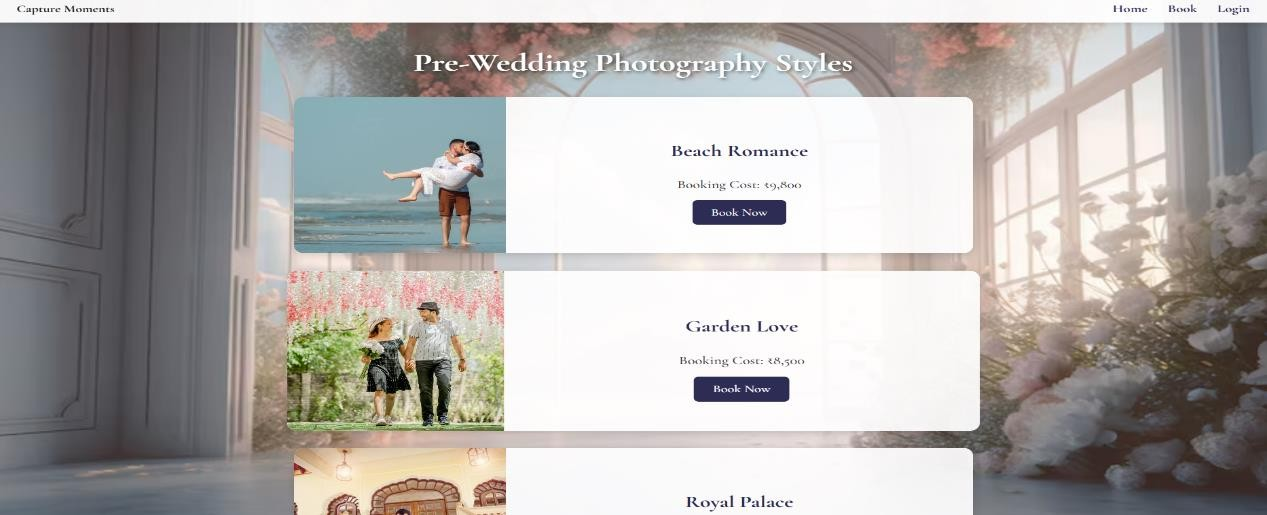 Capture Moments
Home Book Login
Pre-Wedding Photography Styles
Beach Romance
Booking Cost: ₹9,800
Book Now
Garden Love
Booking Cost: ₹8,500
Book Now
Royal Palace